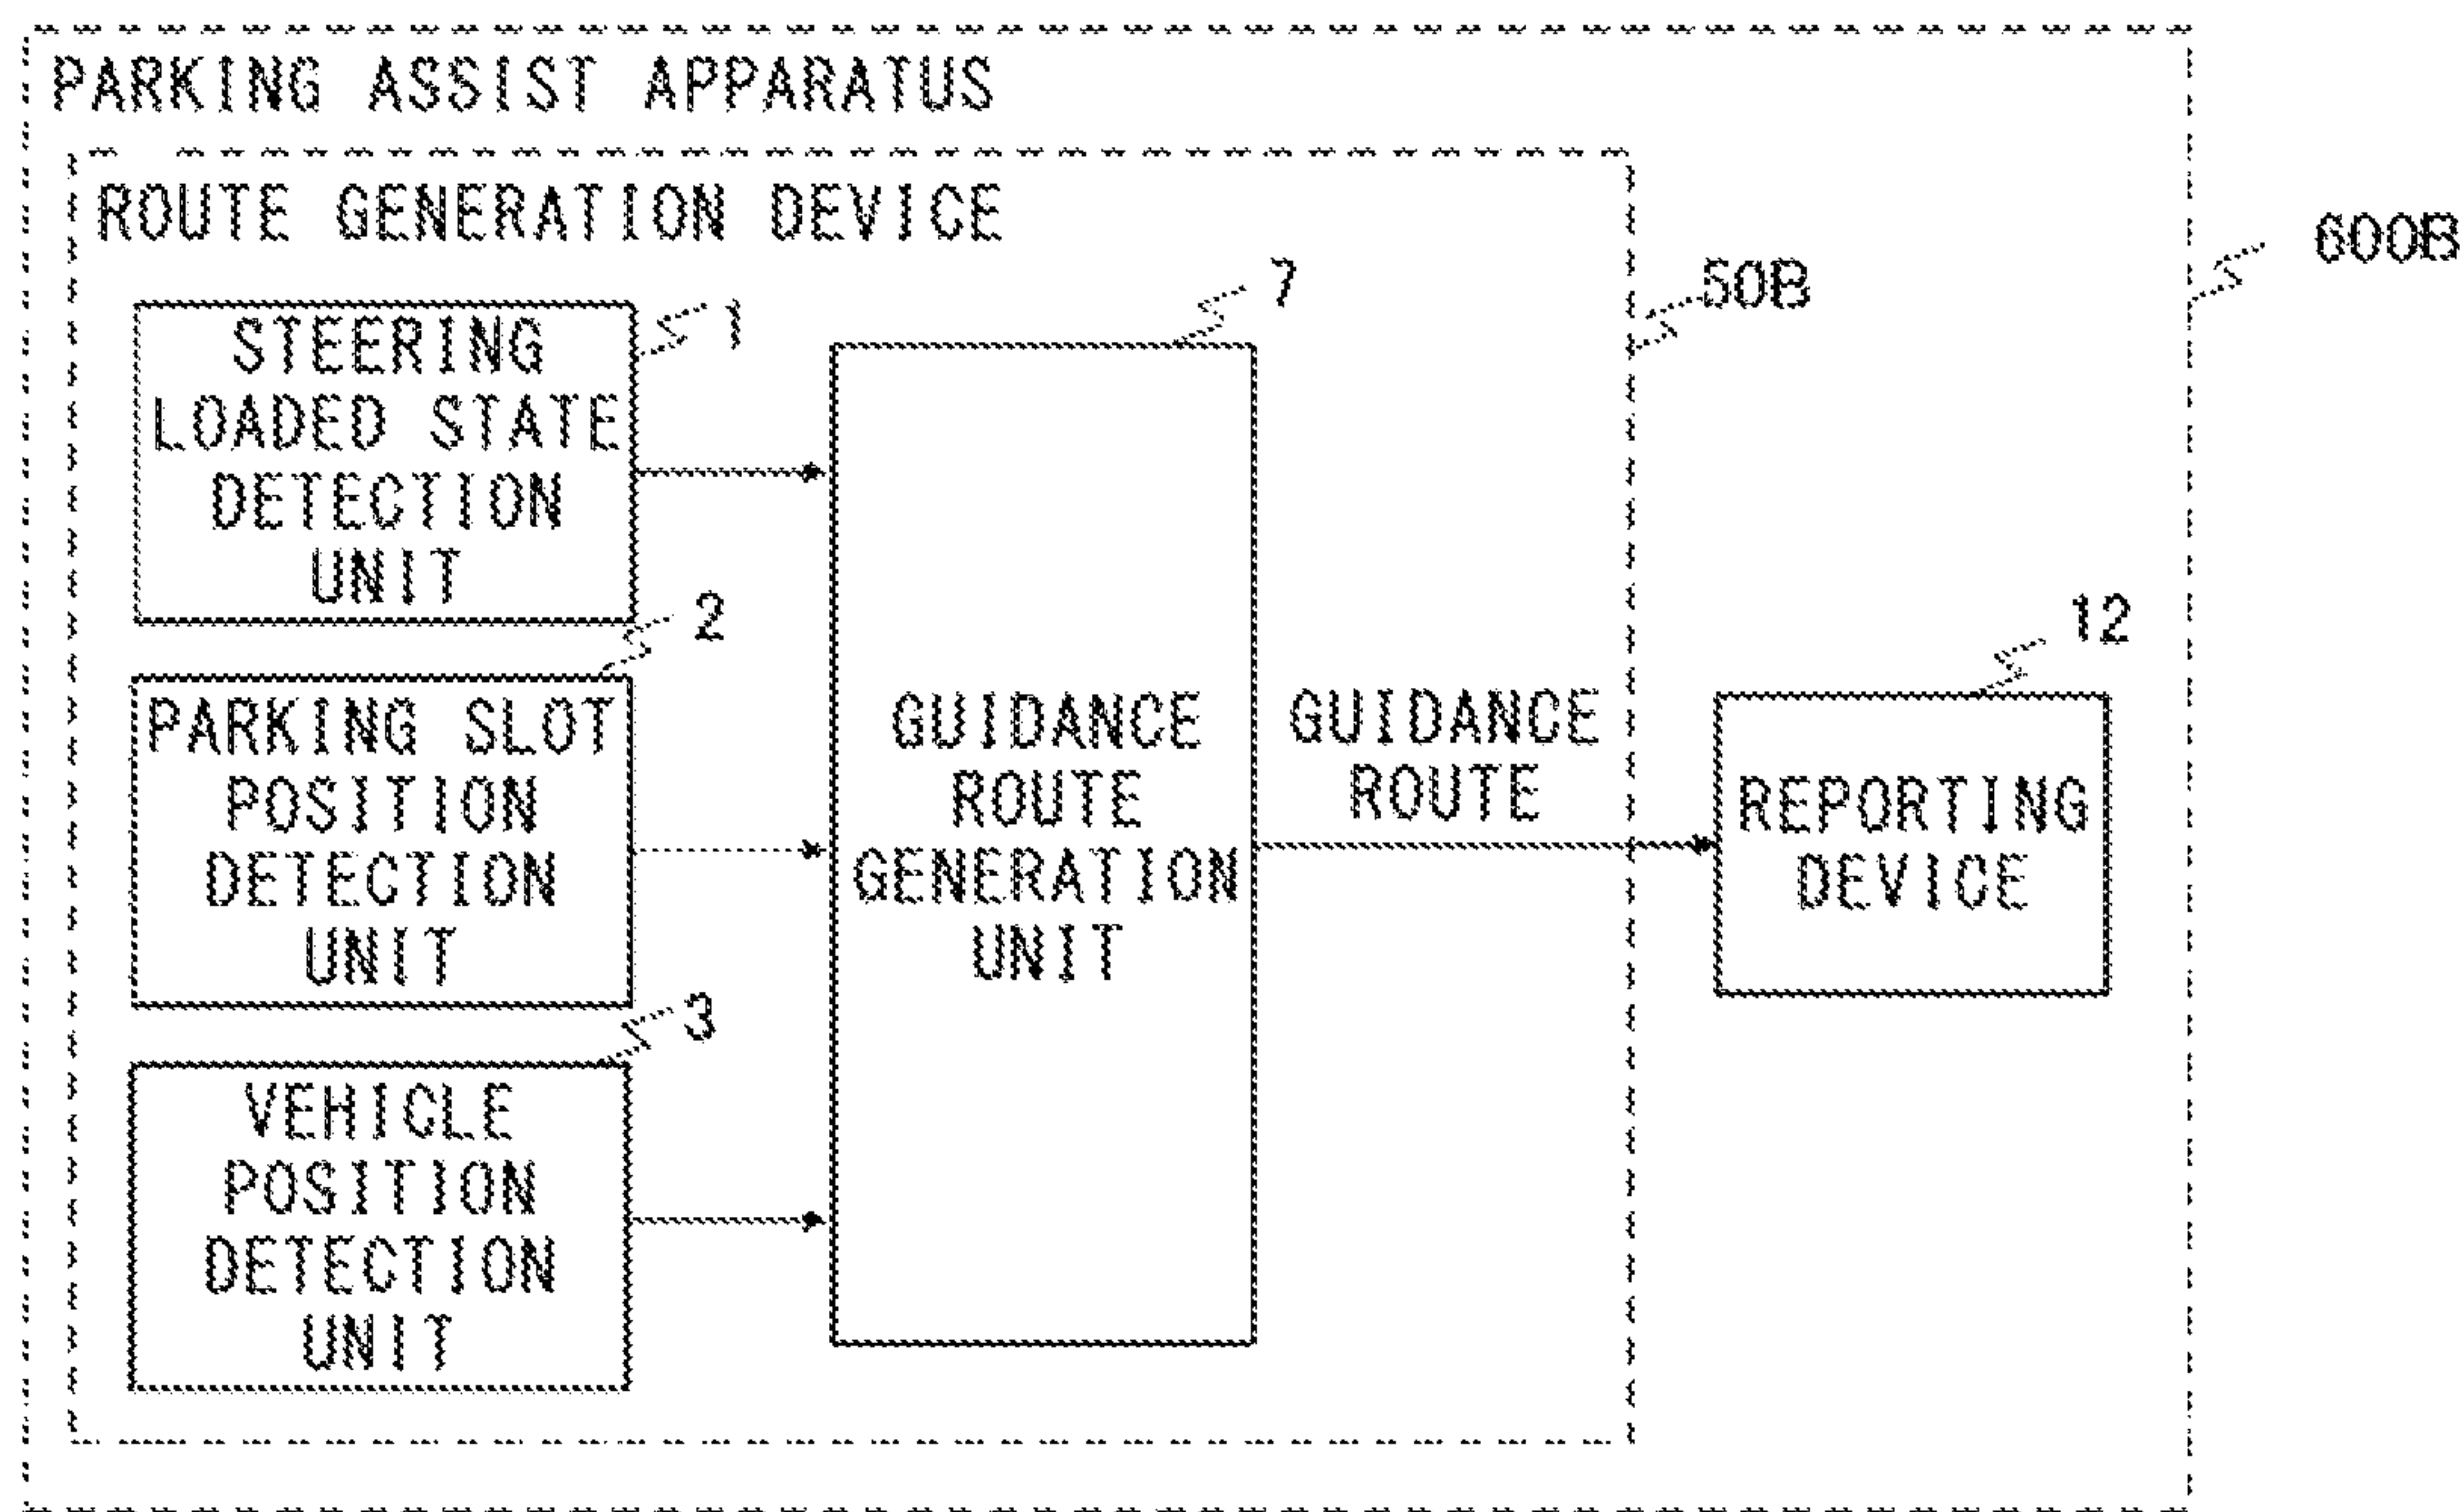 PARKING ASSIST APPARATUS
ROUTE GENERATION DEVICE
600B
50B
7
1
STEERING
LOADED STATE
DETECTION
UNIT
2
PARKING SLOT
POSITION
DETECTION
UNIT
3
VEHICLE
POSITION
DETECTION
UNIT
GUIDANCE
ROUTE
GENERATION
UNIT
GUIDANCE
ROUTE
12
REPORTING
DEVICE